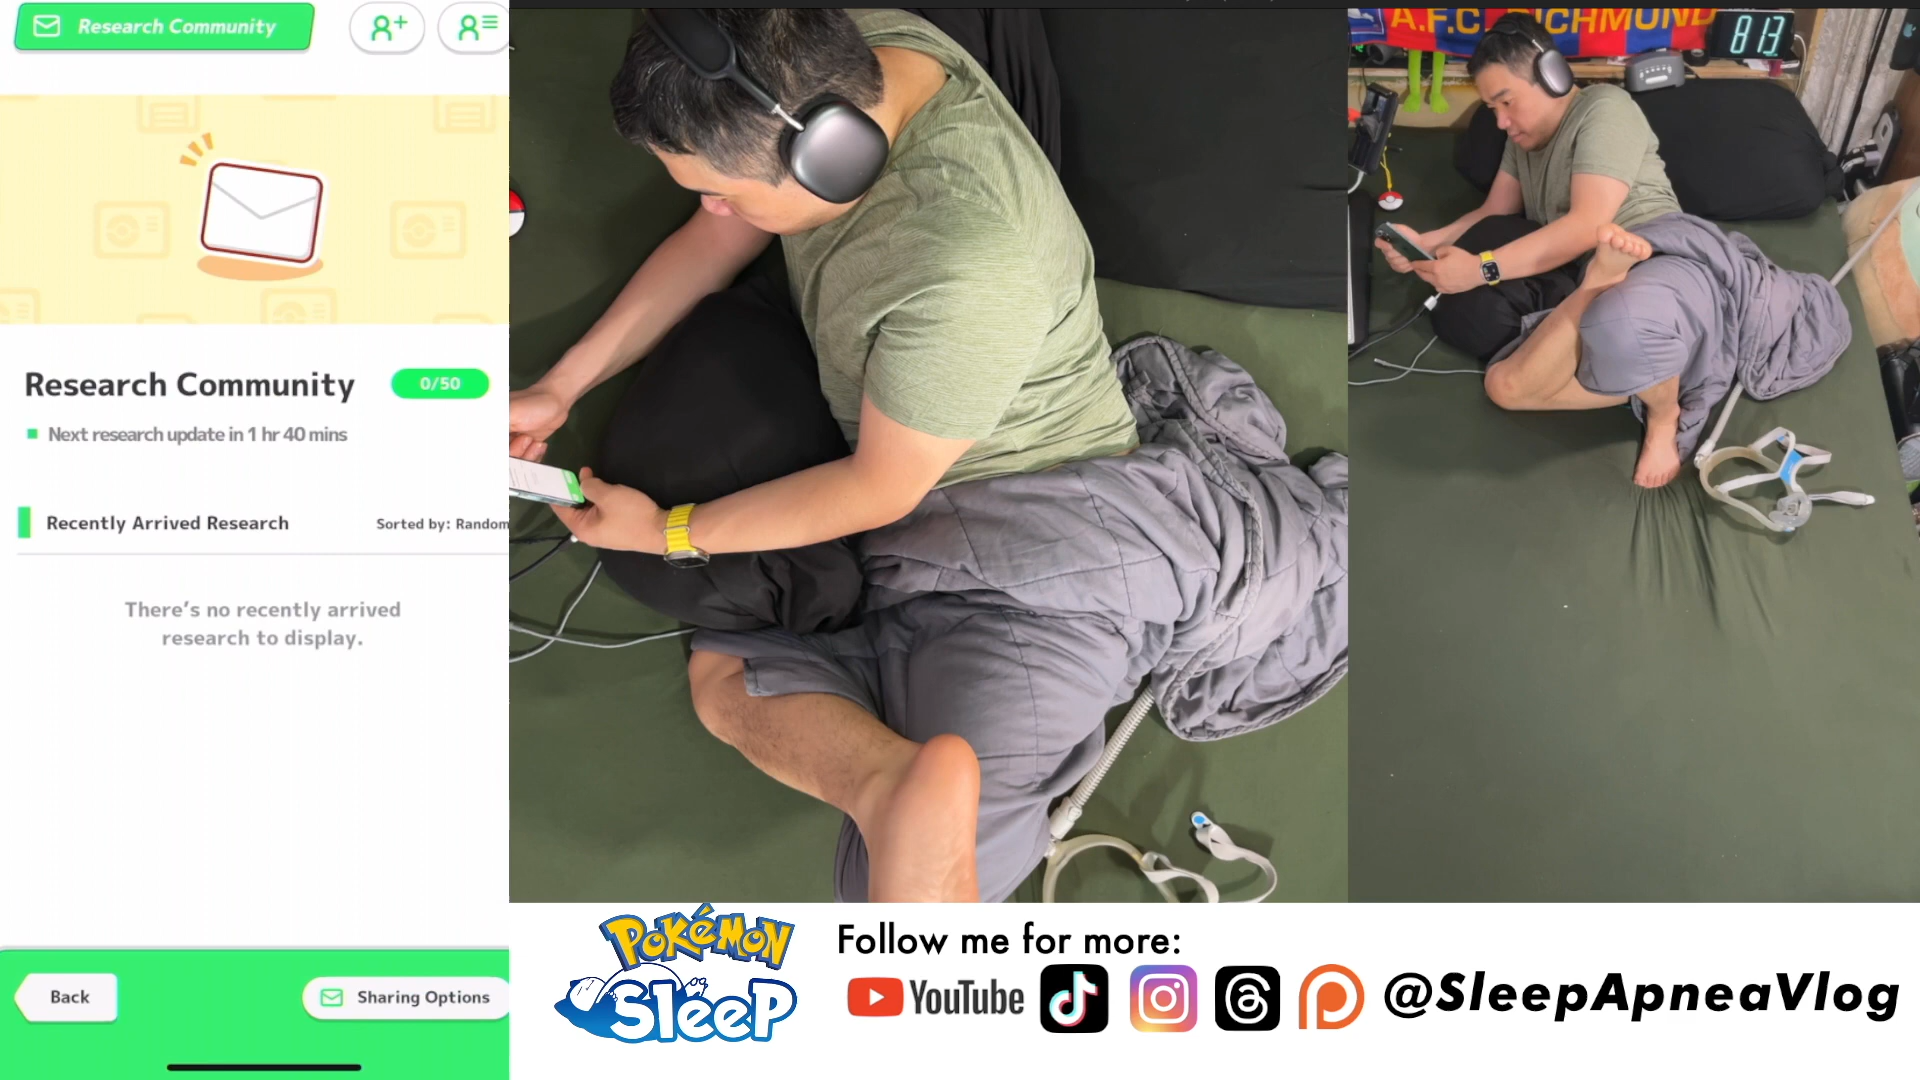 Research Community
Research Community
0/50
Next research update in 1 hr 40 mins
Recently Arrived Research
Sorted by: Random
There's no recently arrived
research to display.
Back
Sharing Options
A.F.C. RICHMOND
813
POKÉMON
Sleep
Follow me for more:
YouTube
@SleepApneaVlog